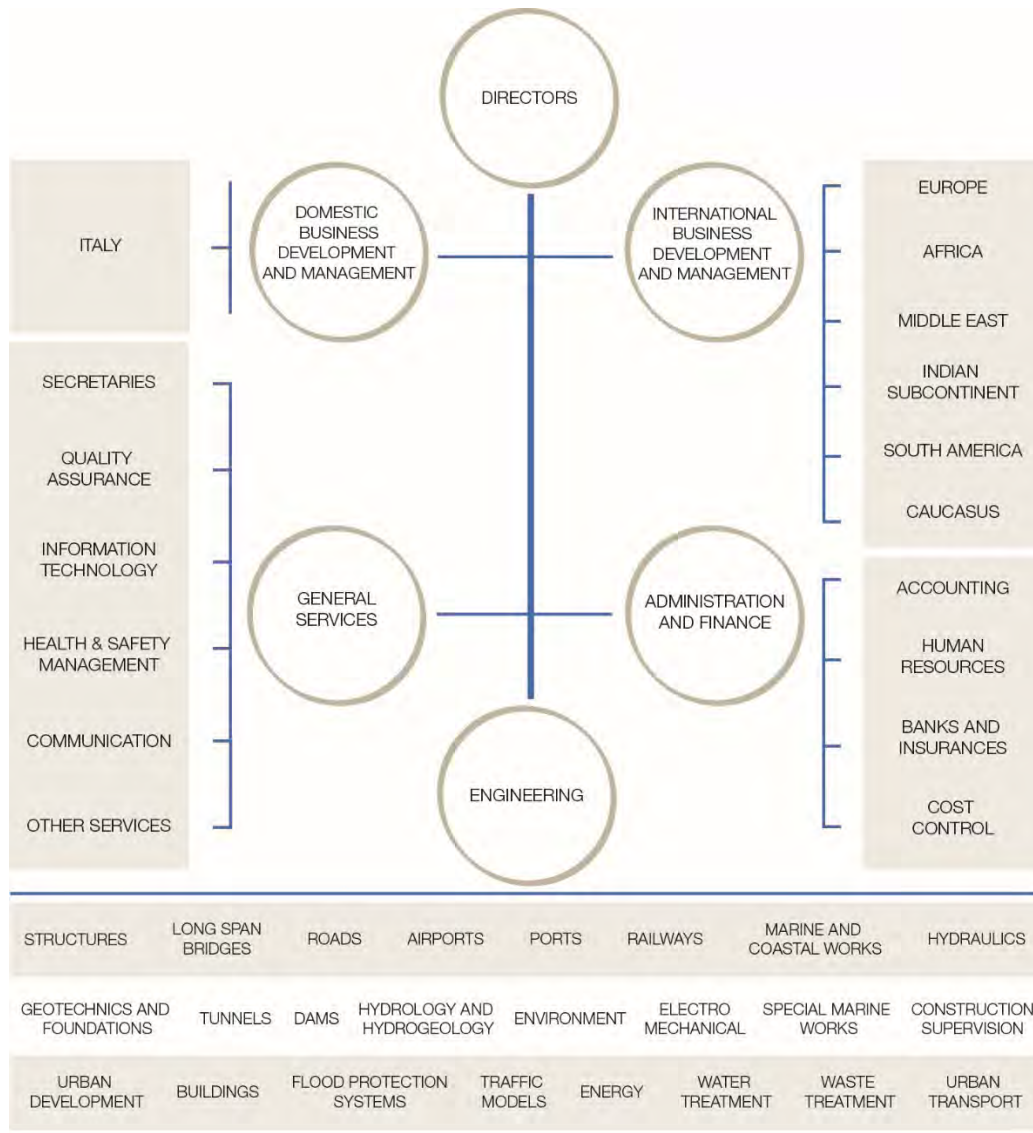 DIRECTORS
DOMESTIC
BUSINESS
DEVELOPMENT
AND MANAGEMENT
INTERNATIONAL
BUSINESS
DEVELOPMENT
AND MANAGEMENT
ITALY
EUROPE
AFRICA
MIDDLE EAST
INDIAN
SUBCONTINENT
SOUTH AMERICA
CAUCASUS
SECRETARIES
QUALITY
ASSURANCE
INFORMATION
TECHNOLOGY
HEALTH & SAFETY
MANAGEMENT
COMMUNICATION
OTHER SERVICES
GENERAL
SERVICES
ADMINISTRATION
AND FINANCE
ACCOUNTING
HUMAN
RESOURCES
BANKS AND
INSURANCES
COST
CONTROL
ENGINEERING
STRUCTURES
LONG SPAN
BRIDGES
ROADS
AIRPORTS
PORTS
RAILWAYS
MARINE AND
COASTAL WORKS
HYDRAULICS
GEOTECHNICS AND
FOUNDATIONS
TUNNELS
DAMS
HYDROLOGY AND
HYDROGEOLOGY
ENVIRONMENT
ELECTRO
MECHANICAL
SPECIAL MARINE
WORKS
CONSTRUCTION
SUPERVISION
URBAN
DEVELOPMENT
BUILDINGS
FLOOD PROTECTION
SYSTEMS
TRAFFIC
MODELS
ENERGY
WATER
TREATMENT
WASTE
TREATMENT
URBAN
TRANSPORT